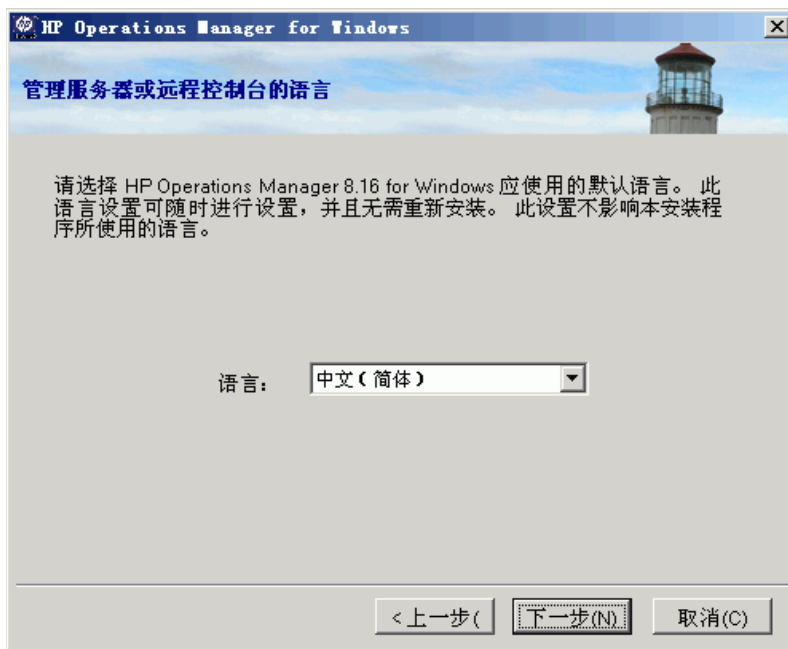 HP Operations Manager for Windows
管理服务器或远程控制台的语言
请选择 HP Operations Manager 8.16 for Windows 应使用的默认语言。 此
语言设置可随时进行设置，并且无需重新安装。 此设置不影响本安装程
序所使用的语言。
语言：
中文（简体）
<上一步(
下一步(N)
取消(C)